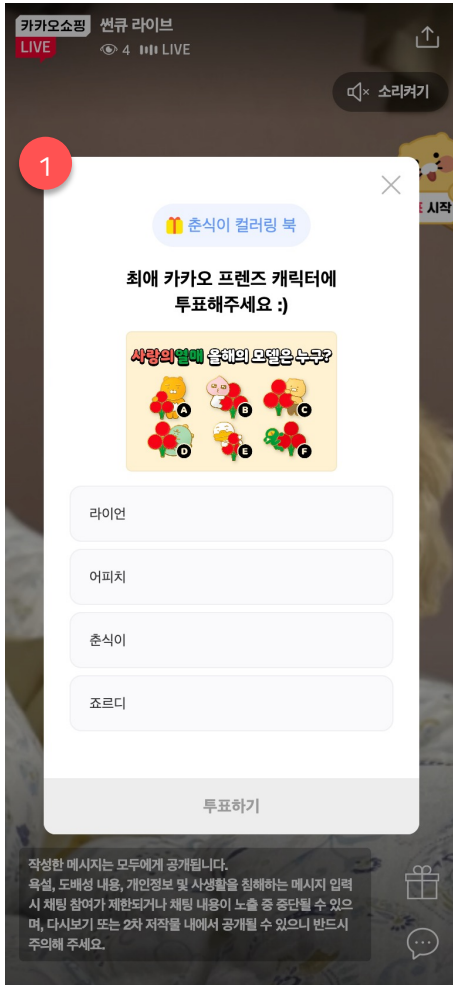 카카오쇼핑 썬큐 라이브
LIVE 4 LIVE
소리켜기
1
시작
춘식이 컬러링 북
최애 카카오 프렌즈 캐릭터에
투표해주세요 :)
사랑의열매 올해의 모델은 누구?
A B C
D E F
라이언
어피치
춘식이
죠르디
투표하기
작성한 메시지는 모두에게 공개됩니다.
욕설, 도배성 내용, 개인정보 및 사생활을 침해하는 메시지 입력
시 채팅 참여가 제한되거나 채팅 내용이 노출 중 중단될 수 있으
며, 다시보기 또는 2차 저작물 내에서 공개될 수 있으니 반드시
주의해 주세요.